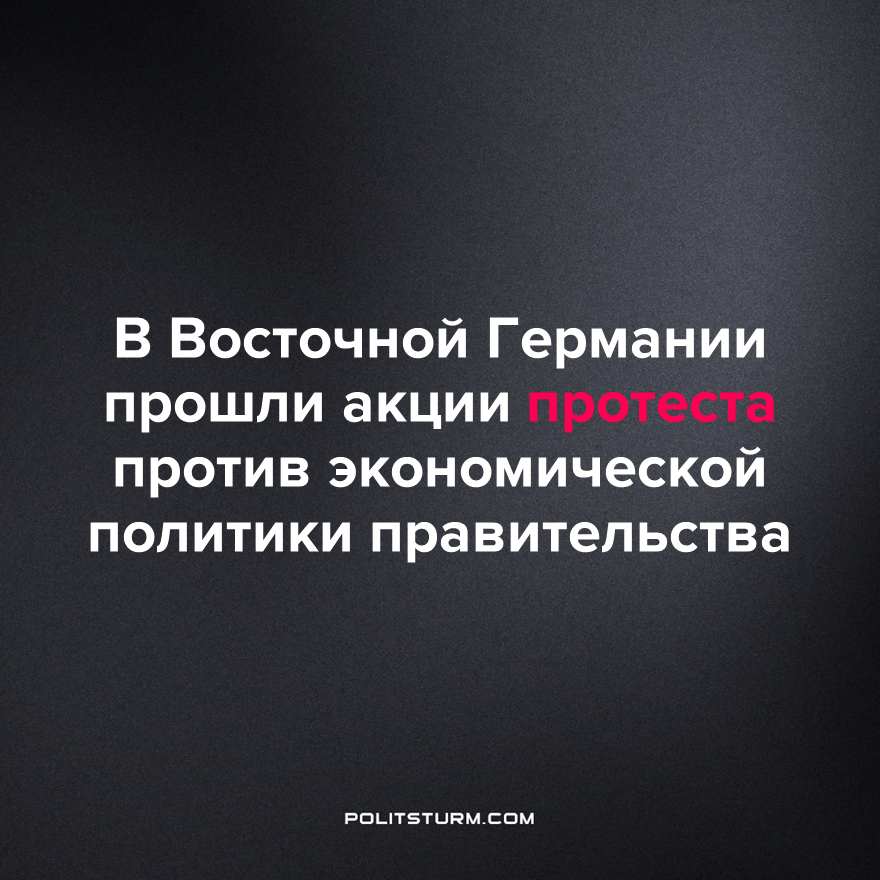 В Восточной Германии
прошли акции протеста
против экономической
политики правительства
POLITSTURM.COM